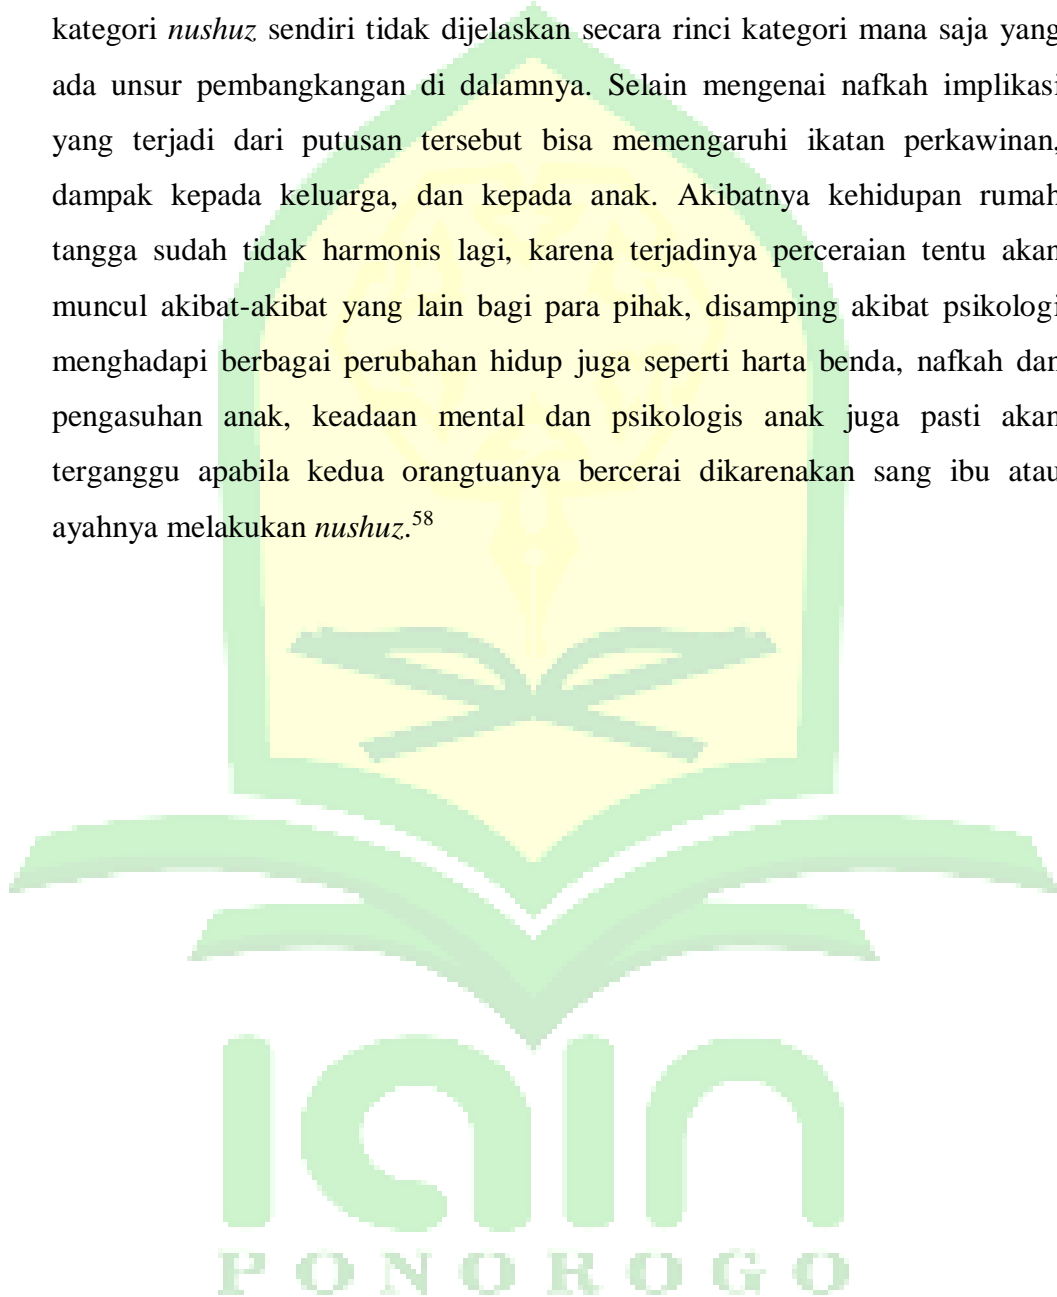 kategori nushuz sendiri tidak dijelaskan secara rinci kategori mana saja yang
ada unsur pembangkangan di dalamnya. Selain mengenai nafkah implikasi
yang terjadi dari putusan tersebut bisa memengaruhi ikatan perkawinan,
dampak kepada keluarga, dan kepada anak. Akibatnya kehidupan rumah
tangga sudah tidak harmonis lagi, karena terjadinya perceraian tentu akan
muncul akibat-akibat yang lain bagi para pihak, disamping akibat psikologi
menghadapi berbagai perubahan hidup juga seperti harta benda, nafkah dan
pengasuhan anak, keadaan mental dan psikologis anak juga pasti akan
terganggu apabila kedua orangtuanya bercerai dikarenakan sang ibu atau
ayahnya melakukan nushuz.58
iain
PONOROGO